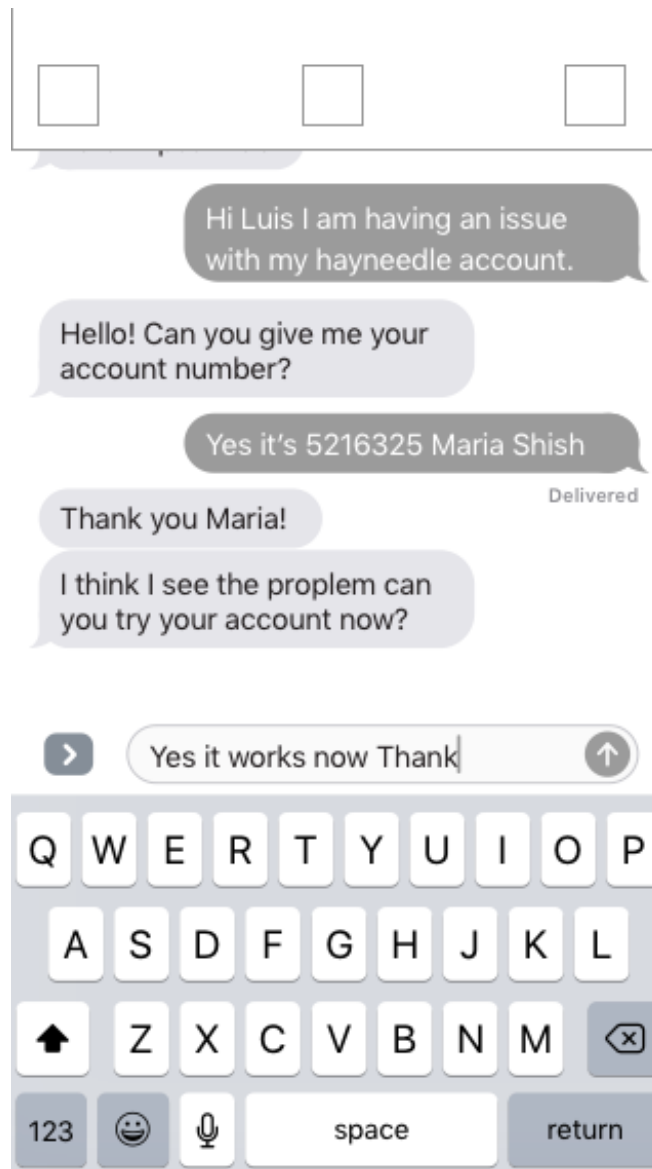 Hi Luis I am having an issue
with my hayneedle account.
Hello! Can you give me your
account number?
Yes it's 5216325 Maria Shish
Delivered
Thank you Maria!
I think I see the proplem can
you try your account now?
Yes it works now Thank
Q W E R T Y U I O P
A S D F G H J K L
Z X C V B N M
123 space return